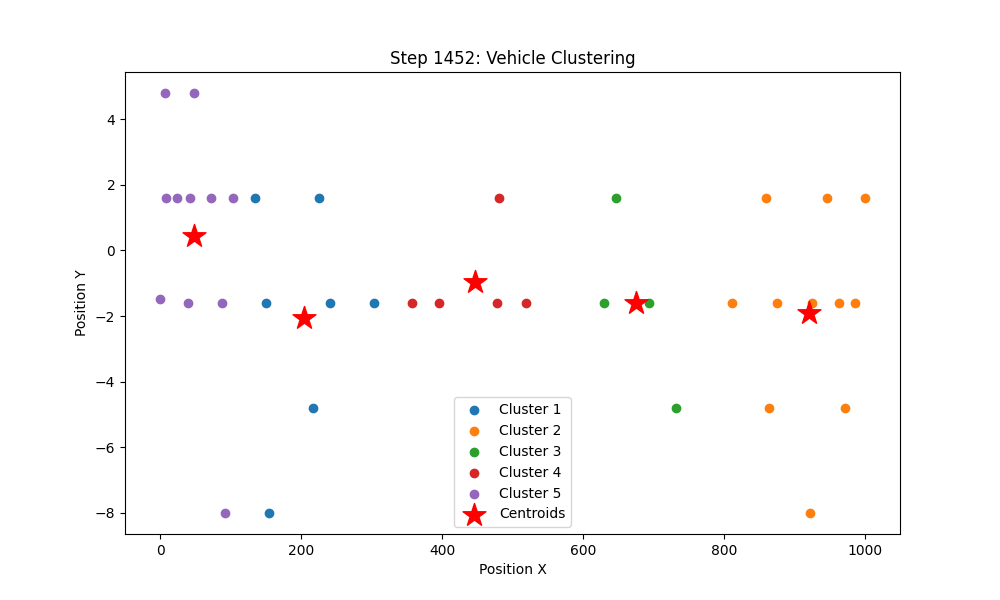 Step 1452: Vehicle Clustering
Position Y
4
2
0
−2
−4
−6
−8
Cluster 1
Cluster 2
Cluster 3
Cluster 4
Cluster 5
Centroids
0 200 400 600 800 1000
Position X